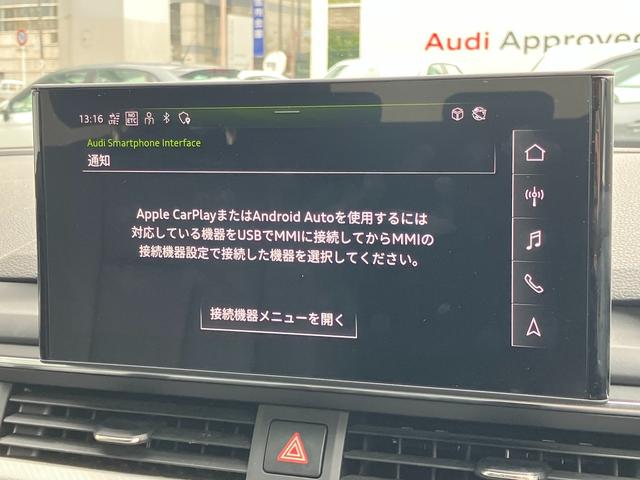 Audi Approved
13:16
NO ETC
Audi Smartphone Interface
通知
Apple CarPlayまたはAndroid Autoを使用するには
対応している機器をUSBでMMIに接続してからMMIの
接続機器設定で接続した機器を選択してください。
接続機器メニューを開く